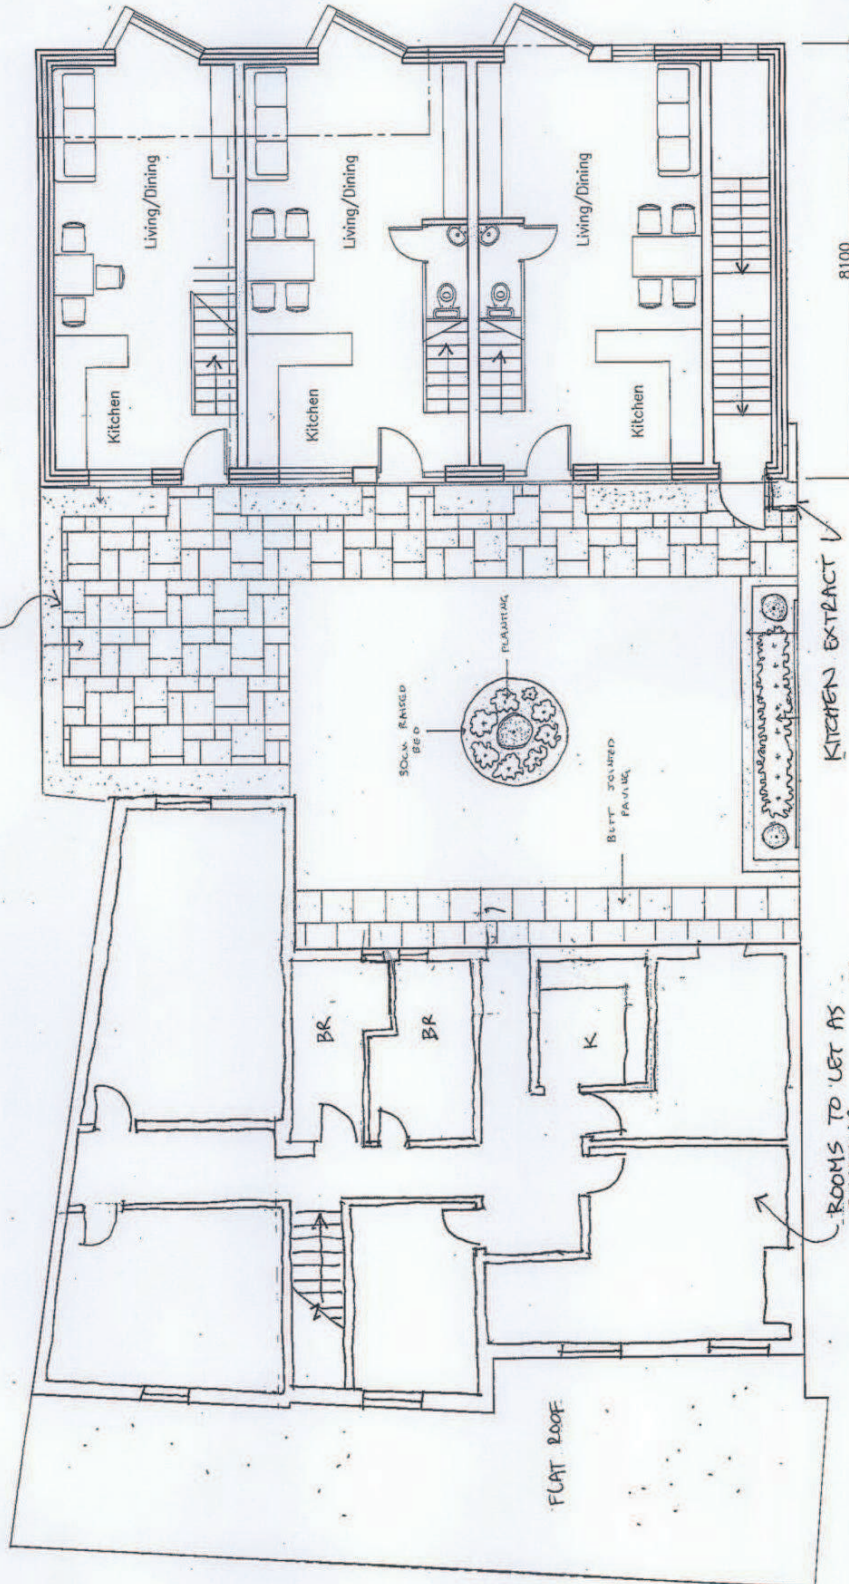 Living/Dining
Kitchen
Living/Dining
Kitchen
Living/Dining
Kitchen
8100
PLANTING
50CM RAISED
BED
BUTT JOINTED
PAVING
KITCHEN EXTRACT
BR
BR
K
ROOMS TO LET AS
FLAT ROOF